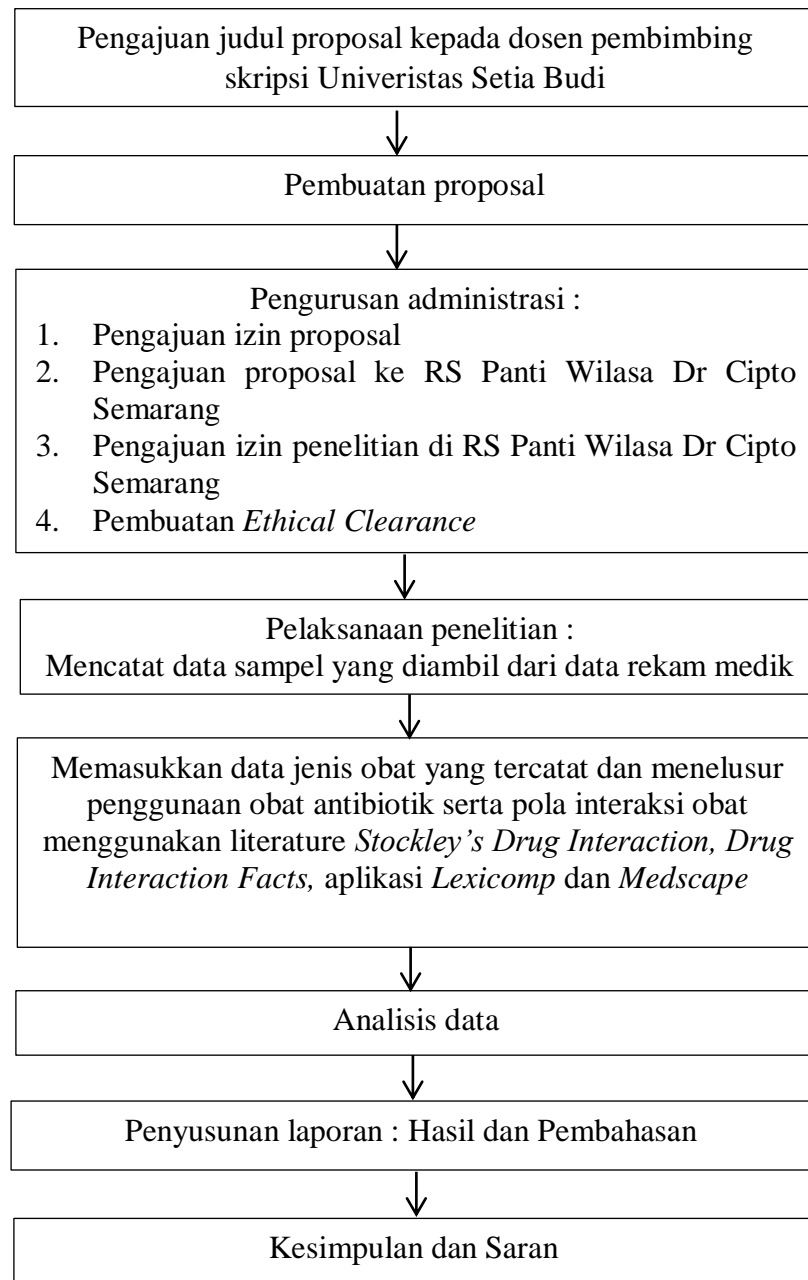 Pengajuan judul proposal kepada dosen pembimbing
skripsi Univeristas Setia Budi
Pembuatan proposal
Pengurusan administrasi :
1. Pengajuan izin proposal
2. Pengajuan proposal ke RS Panti Wilasa Dr Cipto
Semarang
3. Pengajuan izin penelitian di RS Panti Wilasa Dr Cipto
Semarang
4. Pembuatan Ethical Clearance
Pelaksanaan penelitian :
Mencatat data sampel yang diambil dari data rekam medik
Memasukkan data jenis obat yang tercatat dan menelusur
penggunaan obat antibiotik serta pola interaksi obat
menggunakan literature Stockley’s Drug Interaction, Drug
Interaction Facts, aplikasi Lexicomp dan Medscape
Analisis data
Penyusunan laporan : Hasil dan Pembahasan
Kesimpulan dan Saran